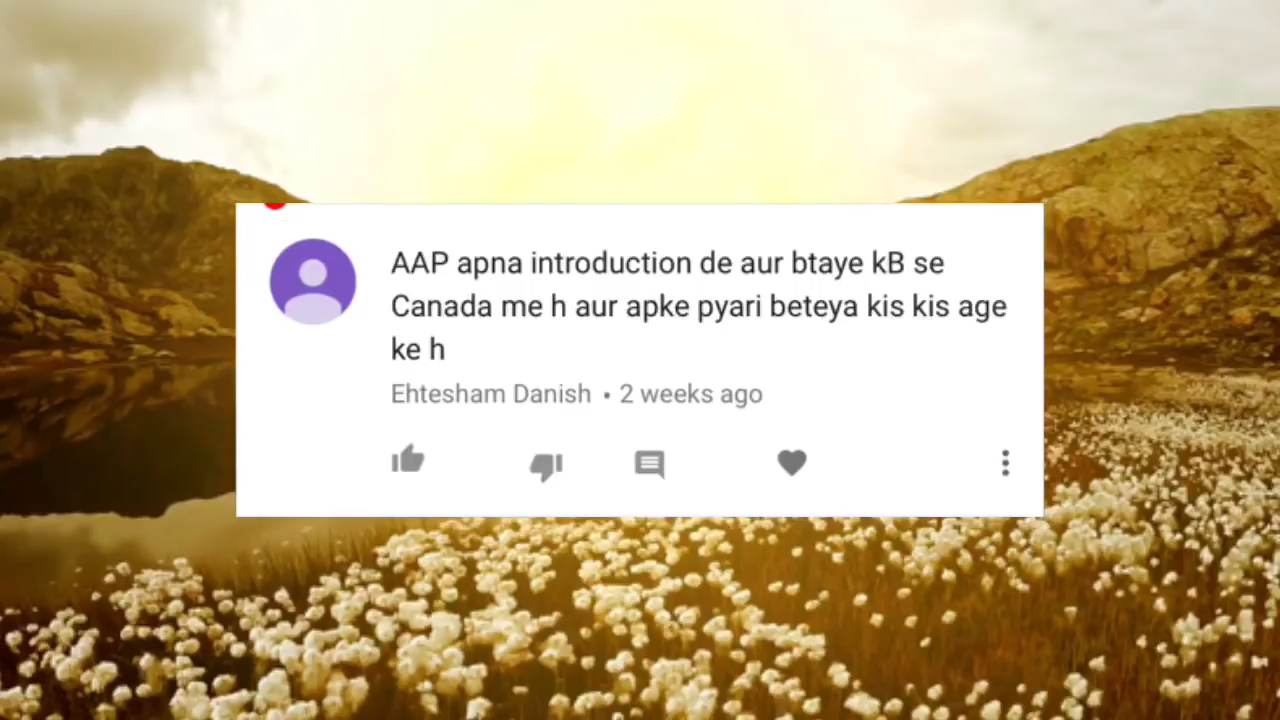 AAP apna introduction de aur btaye kB se
Canada me h aur apke pyari beteya kis kis age
ke h
Ehtesham Danish • 2 weeks ago